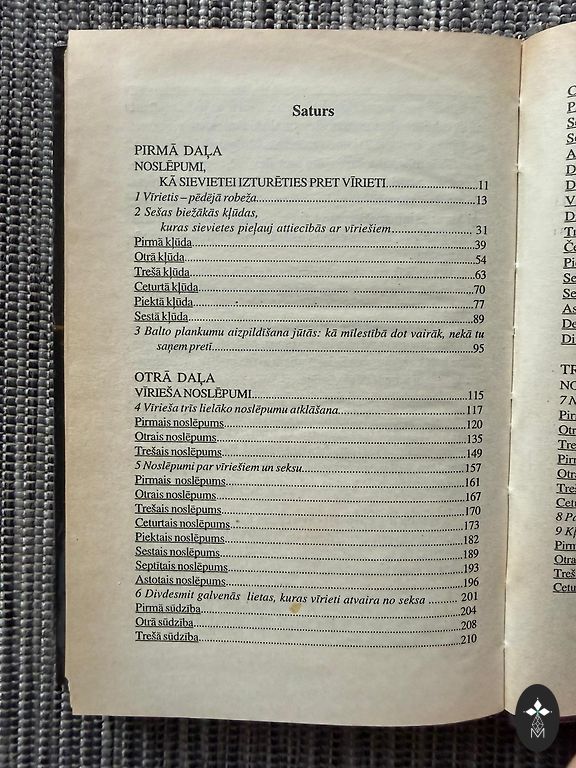 Saturs
PIRMĀ DAĻA
NOSLĒPUMI,
KĀ SIEVIETEI IZTURĒTIES PRET VĪRIETI 11
1 Vīrietis – pēdējā robeža 13
2 Sešas biežākās kļūdas,
kuras sievietes pieļauj attiecībās ar vīriešiem 31
Pirmā kļūda 39
Otrā kļūda 54
Trešā kļūda 63
Ceturtā kļūda 70
Piektā kļūda 77
Sestā kļūda 89
3 Balto plankumu aizpildīšana jūtās: kā mīlestībā dot vairāk, nekā tu
saņem pretī 95
OTRĀ DAĻA
VĪRIEŠA NOSLĒPUMI 115
4 Vīrieša trīs lielāko noslēpumu atklāšana 117
Pirmais noslēpums 120
Otrais noslēpums 135
Trešais noslēpums 149
5 Noslēpumi par vīriešiem un seksu 157
Pirmais noslēpums 161
Otrais noslēpums 167
Trešais noslēpums 170
Ceturtais noslēpums 173
Piektais noslēpums 182
Sestais noslēpums 189
Septītais noslēpums 193
Astotais noslēpums 196
6 Divdesmit galvenās lietas, kuras vīrieti atvaira no seksa 201
Pirmā sūdzība 204
Otrā sūdzība 208
Trešā sūdzība 210